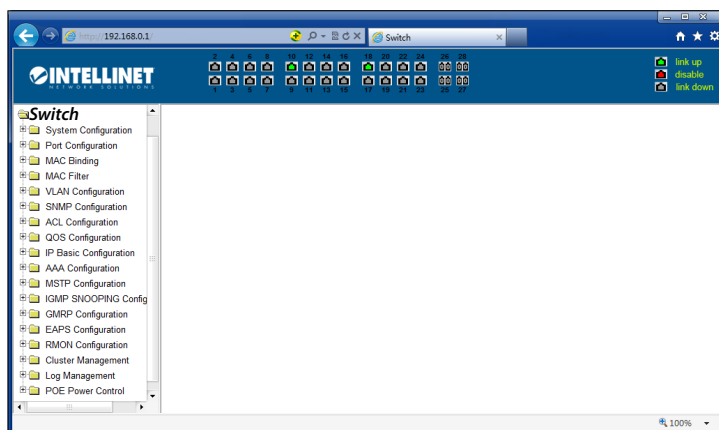 http://192.168.0.1/
Switch
2 4 6 8 10 12 14 16 18 20 22 24 26 28
INTELLINET
NETWORK SOLUTIONS
1 3 5 7 9 11 13 15 17 19 21 23 25 27
link up
disable
link down
Switch
System Configuration
Port Configuration
MAC Binding
MAC Filter
VLAN Configuration
SNMP Configuration
ACL Configuration
QOS Configuration
IP Basic Configuration
AAA Configuration
MSTP Configuration
IGMP SNOOPING Config
GMRP Configuration
EAPS Configuration
RMON Configuration
Cluster Management
Log Management
POE Power Control
100%